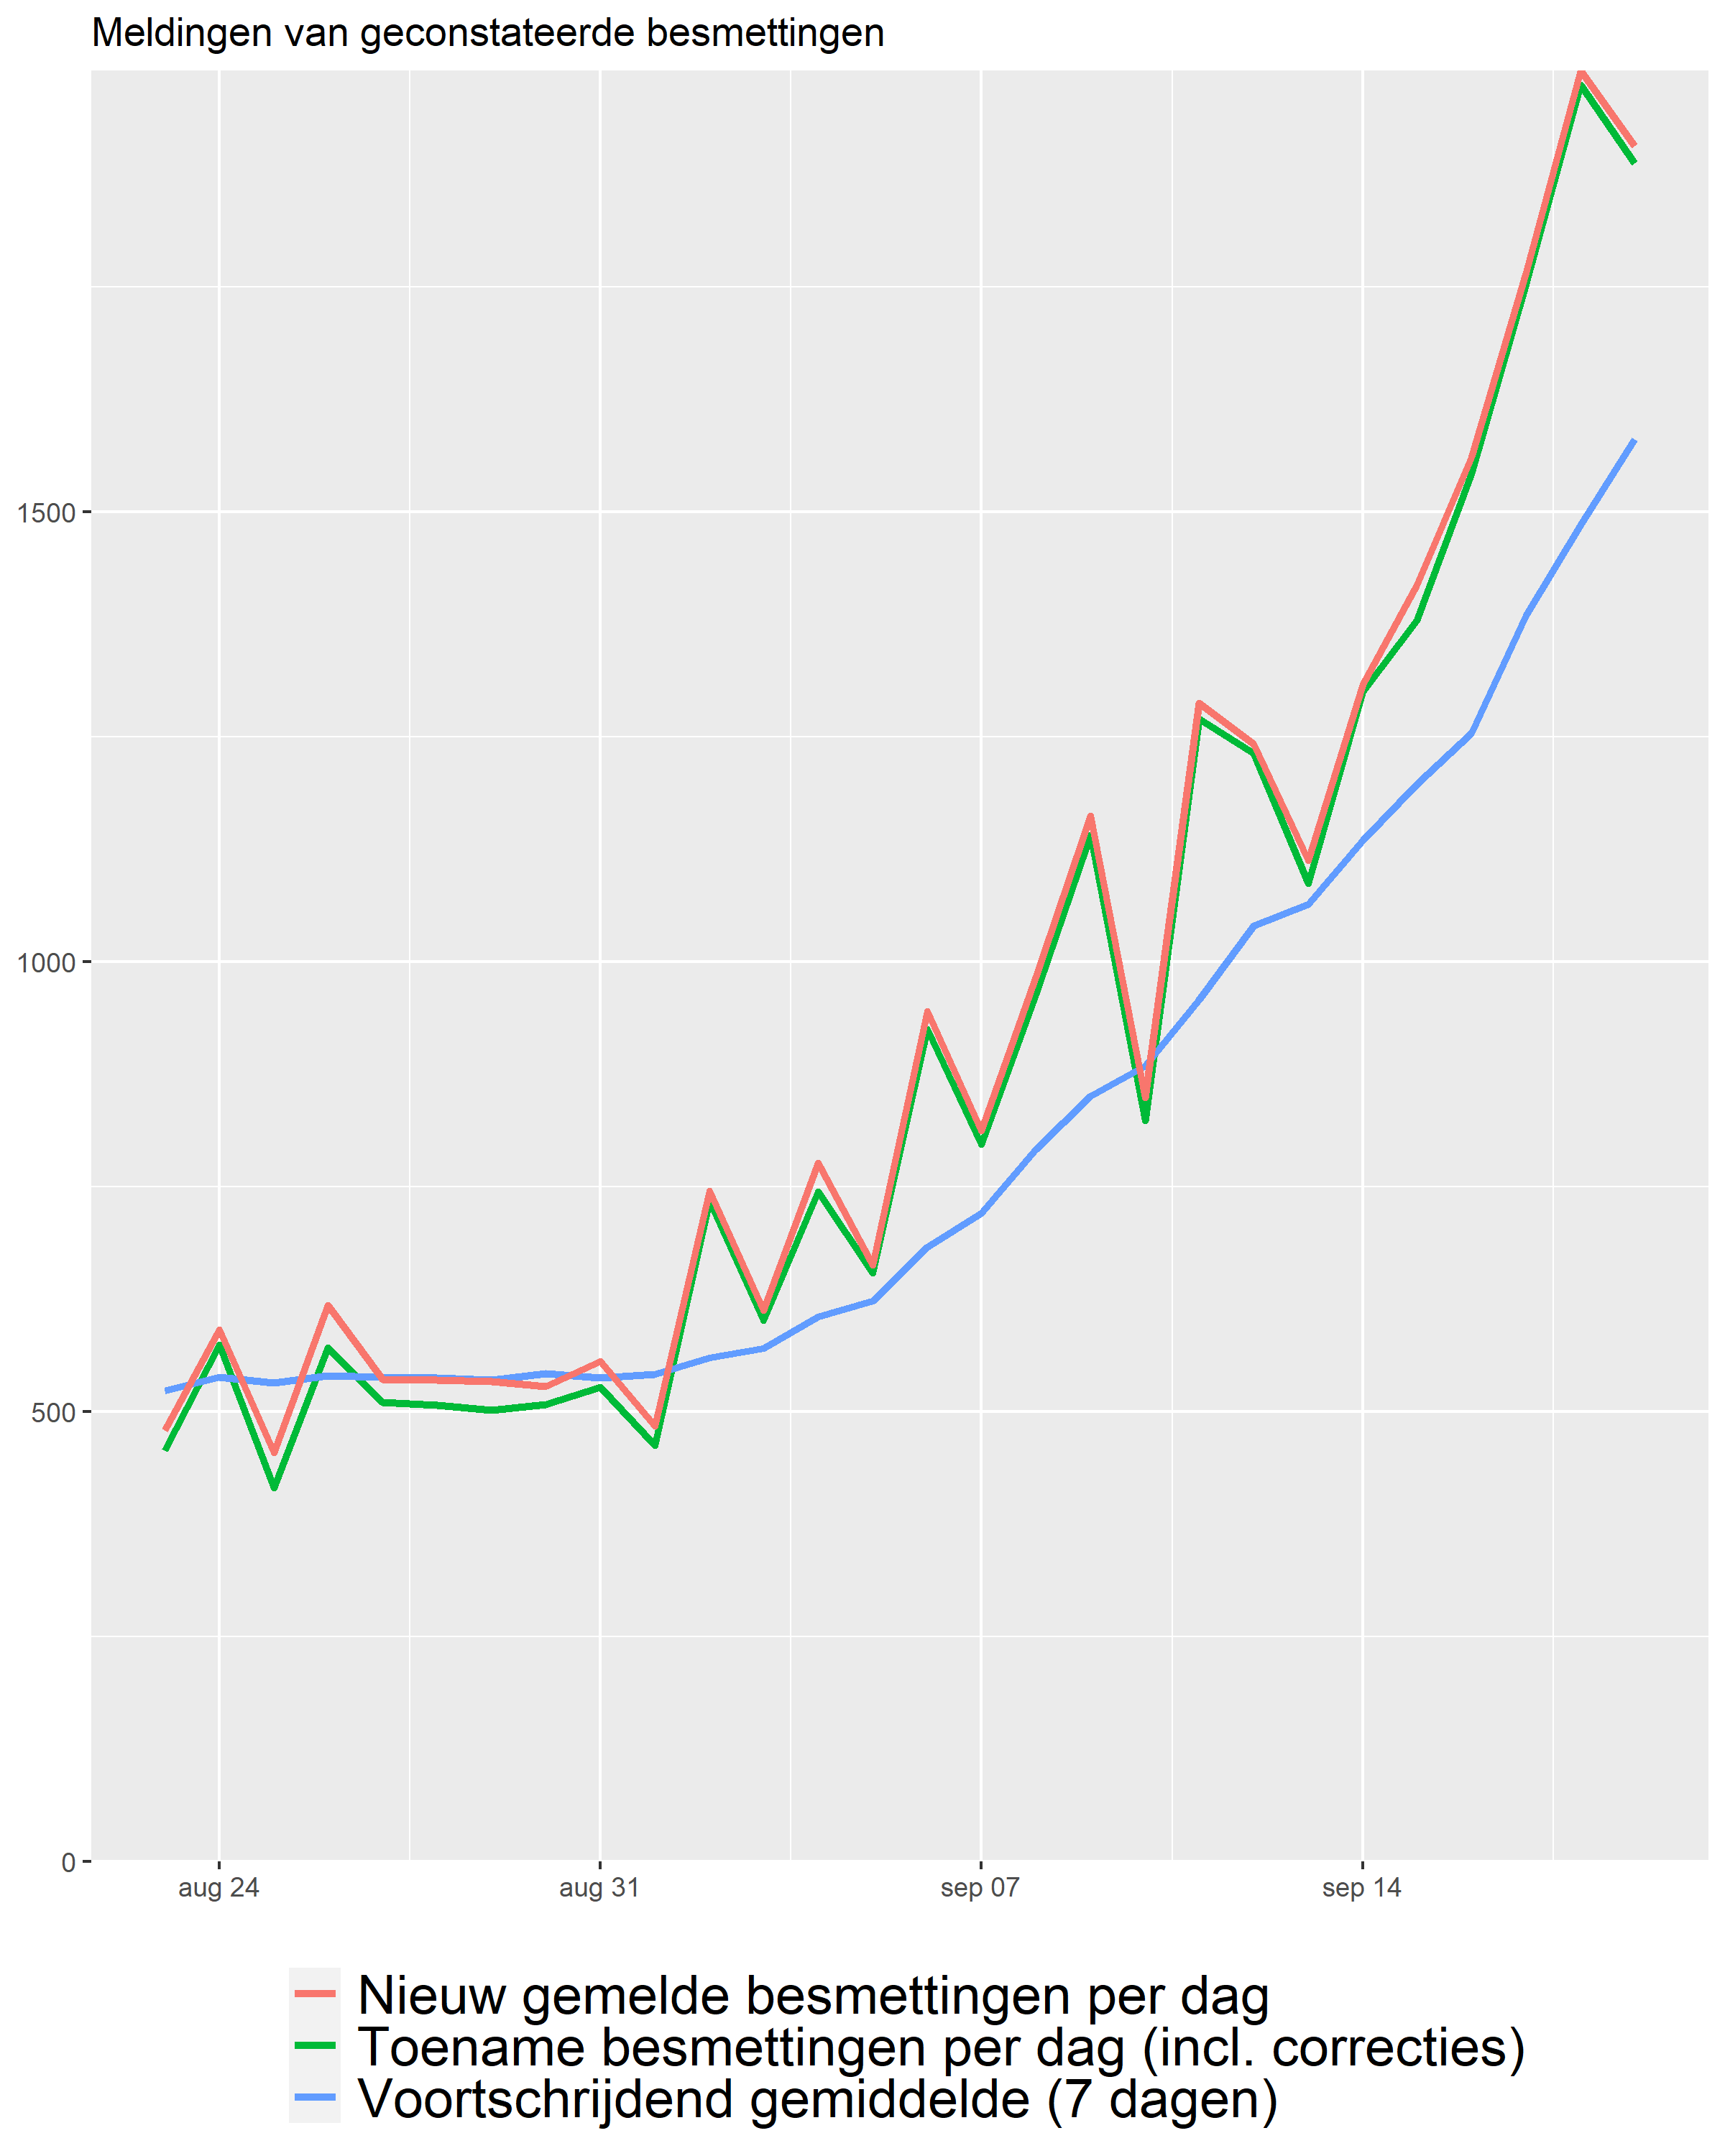 Meldingen van geconstateerde besmettingen
1500
1000
500
0
aug 24
aug 31
sep 07
sep 14
Nieuw gemelde besmettingen per dag
Toename besmettingen per dag (incl. correcties)
Voortschrijdend gemiddelde (7 dagen)